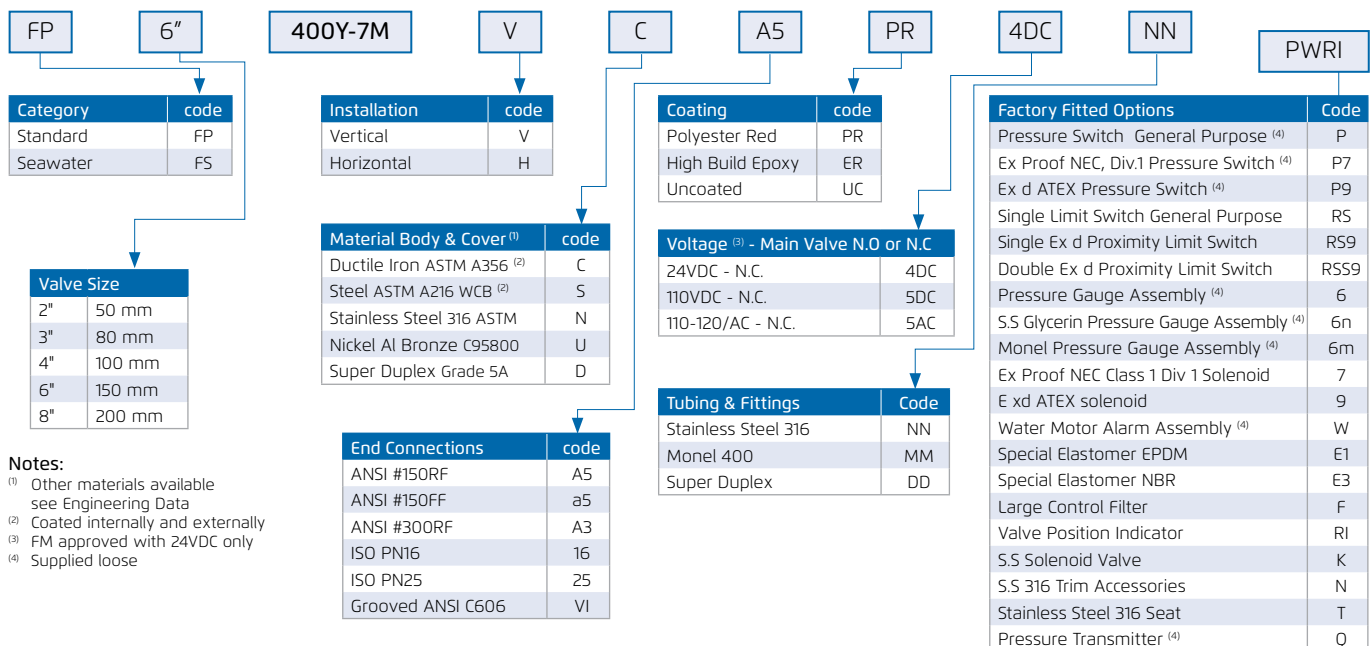 FP 6″ 400Y-7M V C A5 PR 4DC NN PWRI
Category code
Standard FP
Seawater FS
Valve Size
2" 50 mm
3" 80 mm
4" 100 mm
6" 150 mm
8" 200 mm
Notes:
(1) Other materials available
see Engineering Data
(2) Coated internally and externally
(3) FM approved with 24VDC only
(4) Supplied loose
Installation code
Vertical V
Horizontal H
Material Body & Cover (1) code
Ductile Iron ASTM A356 (2) C
Steel ASTM A216 WCB (2) S
Stainless Steel 316 ASTM N
Nickel Al Bronze C95800 U
Super Duplex Grade 5A D
End Connections code
ANSI #150RF A5
ANSI #150FF a5
ANSI #300RF A3
ISO PN16 16
ISO PN25 25
Grooved ANSI C606 VI
Coating code
Polyester Red PR
High Build Epoxy ER
Uncoated UC
Voltage (3) - Main Valve N.O or N.C
24VDC - N.C. 4DC
110VDC - N.C. 5DC
110-120/AC - N.C. 5AC
Tubing & Fittings Code
Stainless Steel 316 NN
Monel 400 MM
Super Duplex DD
Factory Fitted Options Code
Pressure Switch General Purpose (4) P
Ex Proof NEC, Div.1 Pressure Switch (4) P7
Ex d ATEX Pressure Switch (4) P9
Single Limit Switch General Purpose RS
Single Ex d Proximity Limit Switch RS9
Double Ex d Proximity Limit Switch RSS9
Pressure Gauge Assembly (4) 6
S.S Glycerin Pressure Gauge Assembly (4) 6n
Monel Pressure Gauge Assembly (4) 6m
Ex Proof NEC Class 1 Div 1 Solenoid 7
E xd ATEX solenoid 9
Water Motor Alarm Assembly (4) W
Special Elastomer EPDM E1
Special Elastomer NBR E3
Large Control Filter F
Valve Position Indicator RI
S.S Solenoid Valve K
S.S 316 Trim Accessories N
Stainless Steel 316 Seat T
Pressure Transmitter (4) Q